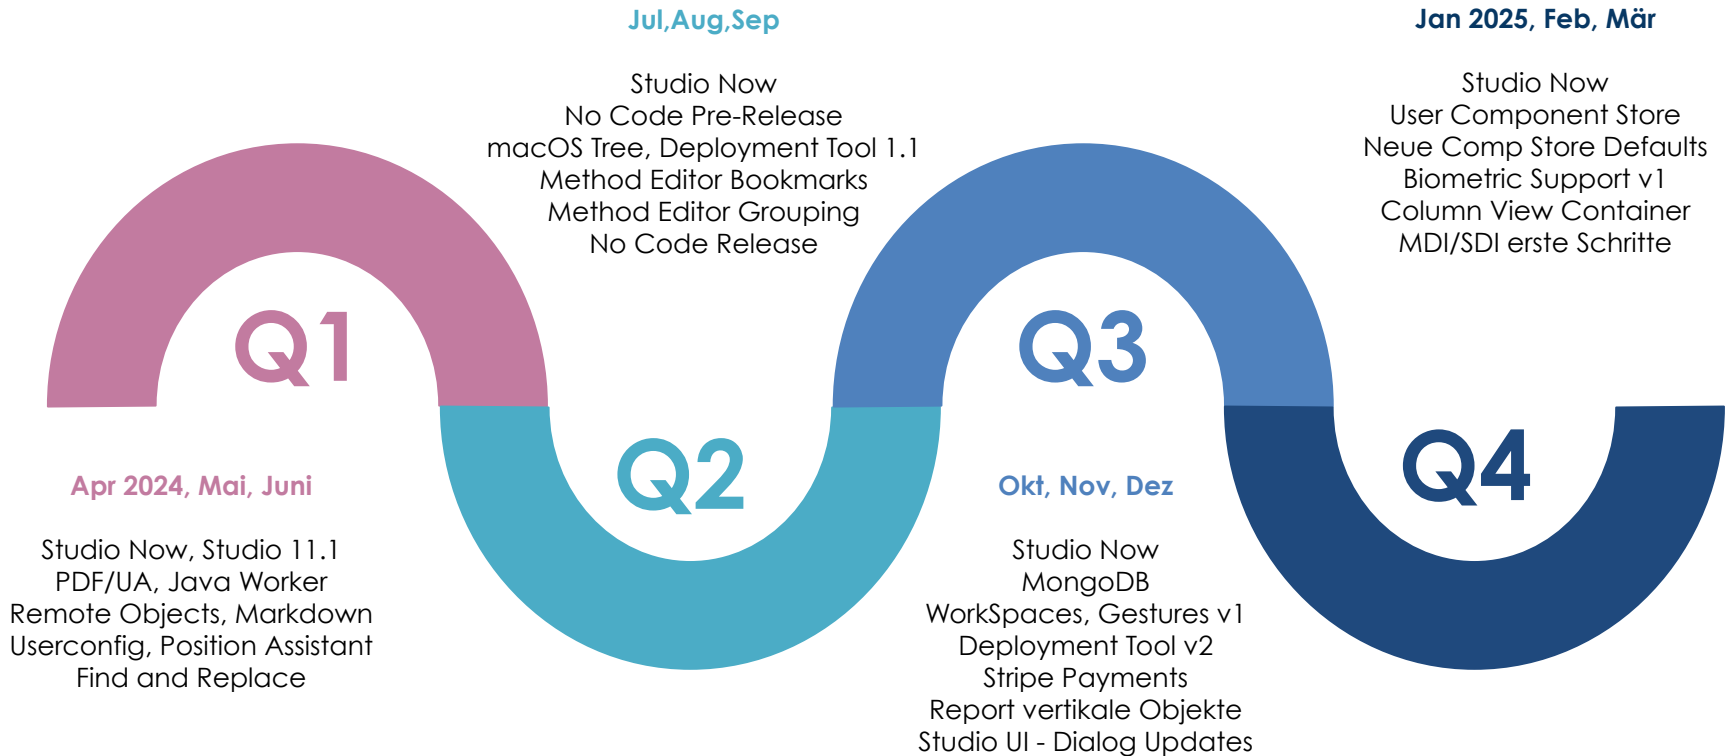 Q1
Apr 2024, Mai, Juni
Studio Now, Studio 11.1
PDF/UA, Java Worker
Remote Objects, Markdown
Userconfig, Position Assistant
Find and Replace
Jul,Aug,Sep
Studio Now
No Code Pre-Release
macOS Tree, Deployment Tool 1.1
Method Editor Bookmarks
Method Editor Grouping
No Code Release
Q2
Q3
Okt, Nov, Dez
Studio Now
MongoDB
WorkSpaces, Gestures v1
Deployment Tool v2
Stripe Payments
Report vertikale Objekte
Studio UI - Dialog Updates
Jan 2025, Feb, Mär
Studio Now
User Component Store
Neue Comp Store Defaults
Biometric Support v1
Column View Container
MDI/SDI erste Schritte
Q4